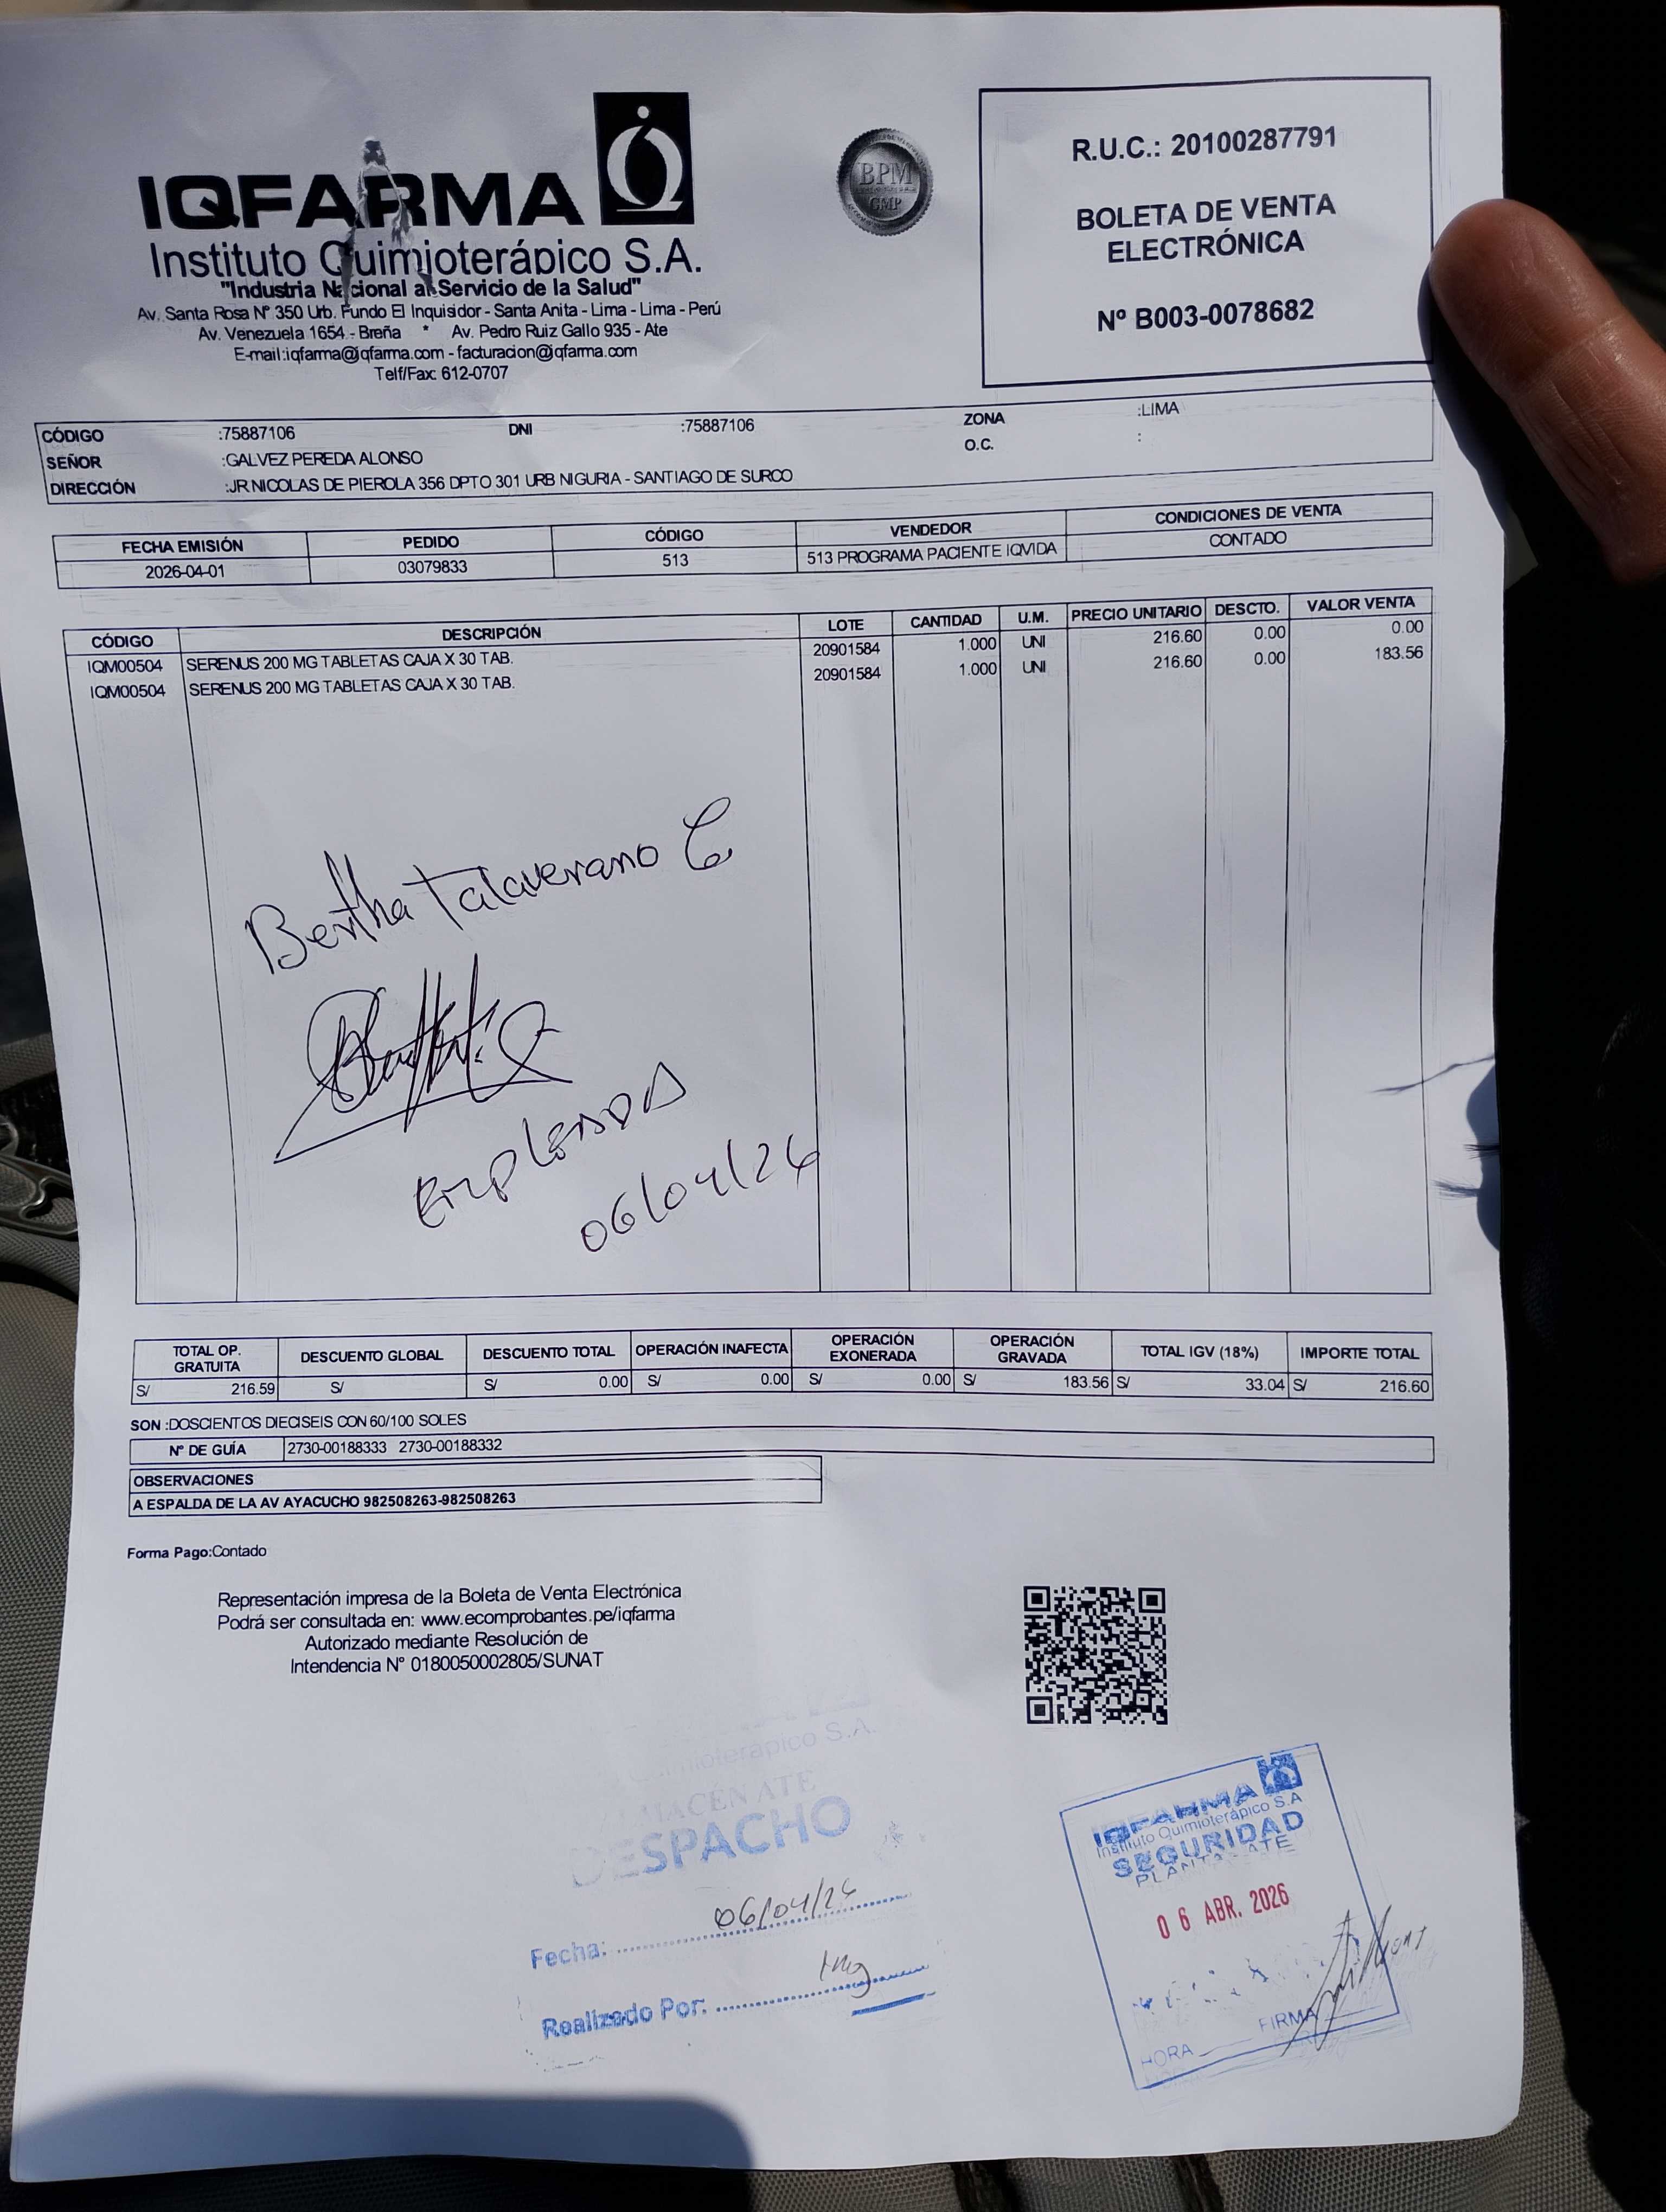 IQFARMA
Instituto Quimioterápico S.A.
"Industria Nacional al Servicio de la Salud"
Av. Santa Rosa Nº 350 Urb. Fundo El Inquisidor - Santa Anita - Lima - Lima - Perú
Av. Venezuela 1654 - Breña * Av. Pedro Ruiz Gallo 935 - Ate
E-mail:iqfarma@iqfarma.com - facturacion@iqfarma.com
Telf/Fax: 612-0707
BPM
GMP
R.U.C.: 20100287791
BOLETA DE VENTA
ELECTRÓNICA
Nº B003-0078682
CÓDIGO :75887106 DNI :75887106 ZONA :LIMA
SEÑOR :GALVEZ PEREDA ALONSO O.C. :
DIRECCIÓN :JR NICOLAS DE PIEROLA 356 DPTO 301 URB NIGURIA - SANTIAGO DE SURCO
FECHA EMISIÓN PEDIDO CÓDIGO VENDEDOR CONDICIONES DE VENTA
2026-04-01 03079833 513 513 PROGRAMA PACIENTE IQVIDA CONTADO
CÓDIGO DESCRIPCIÓN LOTE CANTIDAD U.M. PRECIO UNITARIO DESCTO. VALOR VENTA
IQM00504 SERENUS 200 MG TABLETAS CAJA X 30 TAB. 20901584 1.000 UNI 216.60 0.00 0.00
IQM00504 SERENUS 200 MG TABLETAS CAJA X 30 TAB. 20901584 1.000 UNI 216.60 0.00 183.56
Bertha Talaverano C
06/04/26
TOTAL OP. GRATUITA DESCUENTO GLOBAL DESCUENTO TOTAL OPERACIÓN INAFECTA OPERACIÓN EXONERADA OPERACIÓN GRAVADA TOTAL IGV (18%) IMPORTE TOTAL
S/ 216.59 S/ S/ 0.00 S/ 0.00 S/ 0.00 S/ 183.56 S/ 33.04 S/ 216.60
SON :DOSCIENTOS DIECISEIS CON 60/100 SOLES
Nº DE GUÍA 2730-00188333 2730-00188332
OBSERVACIONES
A ESPALDA DE LA AV AYACUCHO 982508263-982508263
Forma Pago:Contado
Representación impresa de la Boleta de Venta Electrónica
Podrá ser consultada en: www.ecomprobantes.pe/iqfarma
Autorizado mediante Resolución de
Intendencia Nº 0180050002805/SUNAT
S.A.
ATE
DESPACHO
Fecha: 06/04/26
Realizado Por:
IQFARMA
Instituto Quimioterápico S.A
SEGURIDAD
PLANTA ATE
06 ABR. 2026
HORA FIRMA